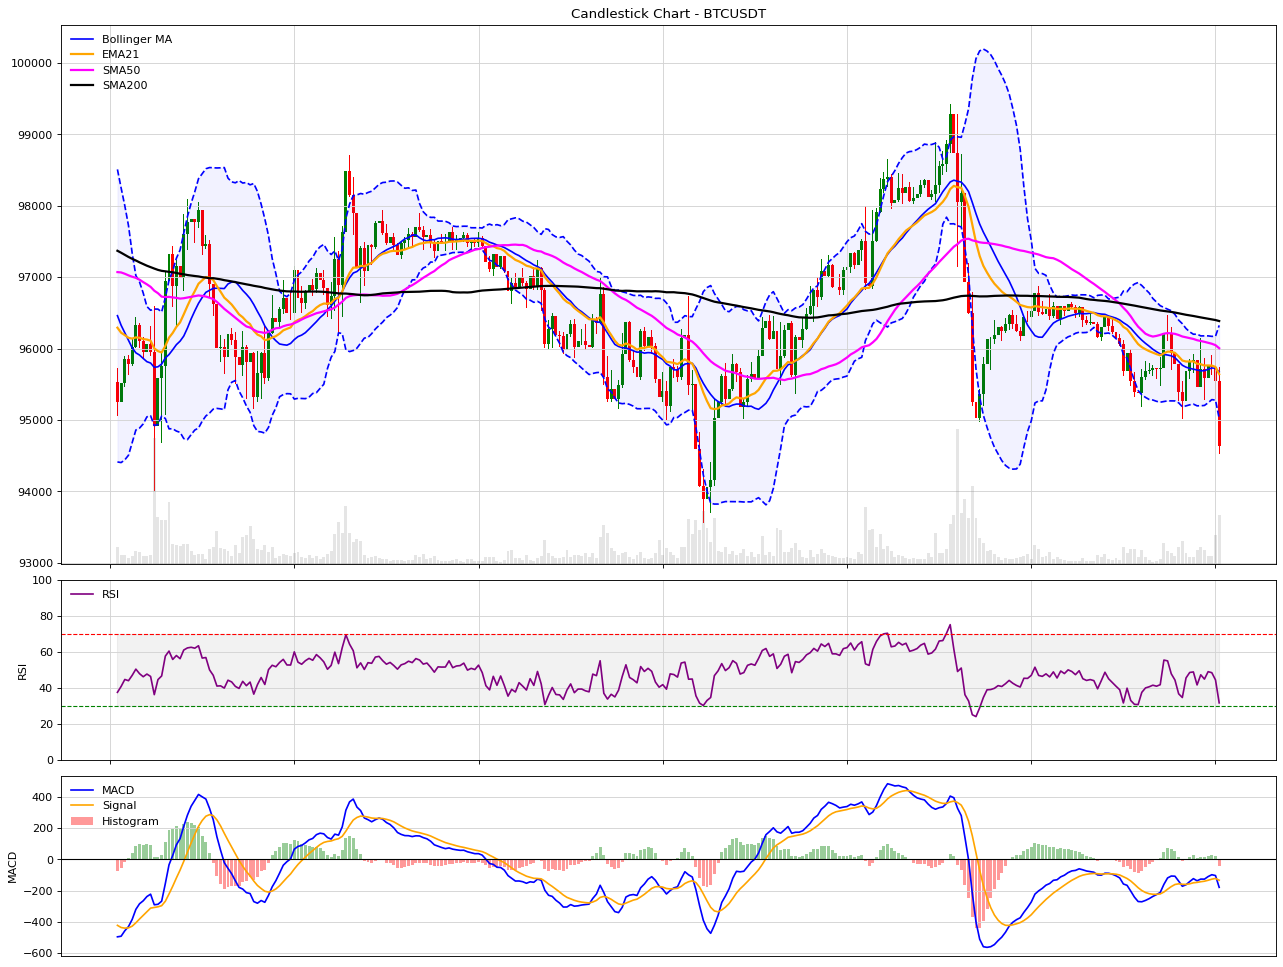 Candlestick Chart - BTCUSDT
Bollinger MA
EMA21
SMA50
SMA200
100000
99000
98000
97000
96000
95000
94000
93000
RSI
100
80
60
40
20
0
RSI
MACD
Signal
Histogram
400
200
0
−200
−400
−600
MACD